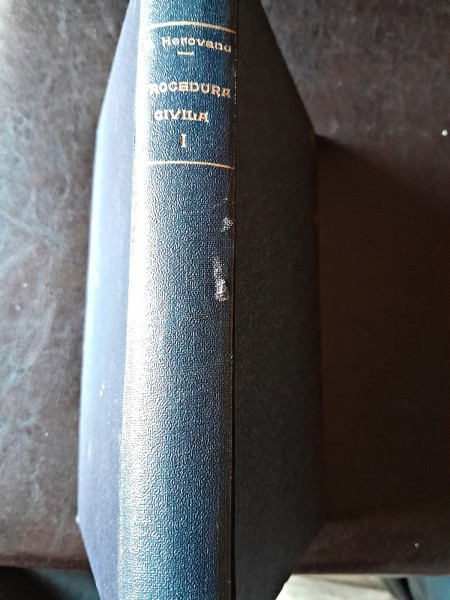 Herovanu
PROCEDURA
CIVILA
I